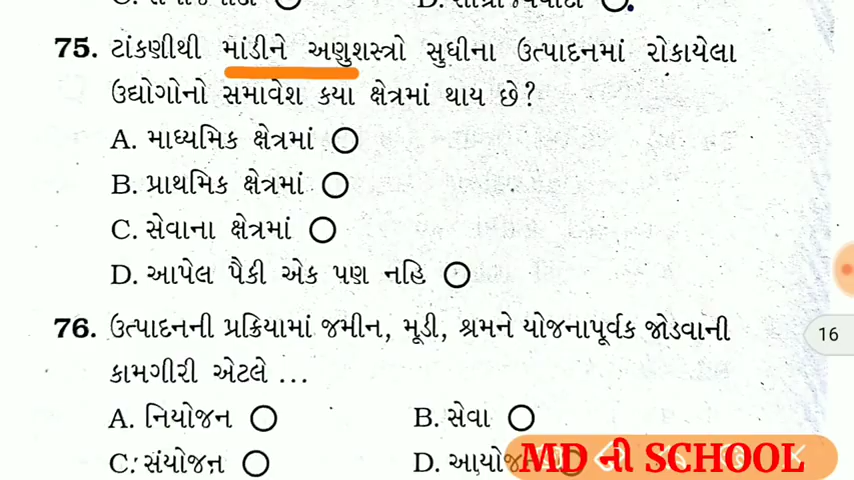 75. ટાંકણીથી માંડીને અણુશસ્ત્રો સુધીના ઉત્પાદનમાં રોકાયેલા
ઉદ્યોગોનો સમાવેશ કયા ક્ષેત્રમાં થાય છે?
A. માધ્યમિક ક્ષેત્રમાં
B. પ્રાથમિક ક્ષેત્રમાં
C. સેવાના ક્ષેત્રમાં
D. આપેલ પૈકી એક પણ નહિ
76. ઉત્પાદનની પ્રક્રિયામાં જમીન, મૂડી, શ્રમને યોજનાપૂર્વક જોડવાની
16
કામગીરી એટલે ...
A. નિયોજન B. સેવા
C. સંયોજન D.
MD ની SCHOOL